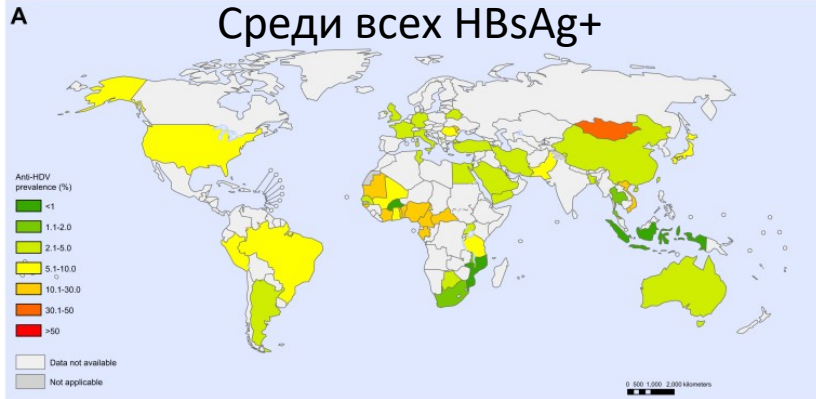 A
Среди всех HBsAg+
Anti-HDV
prevalence (%)
<1
1.1-2.0
2.1-5.0
5.1-10.0
10.1-30.0
30.1-50
>50
Data not available
Not applicable
0 500 1,000 2,000 kilometers